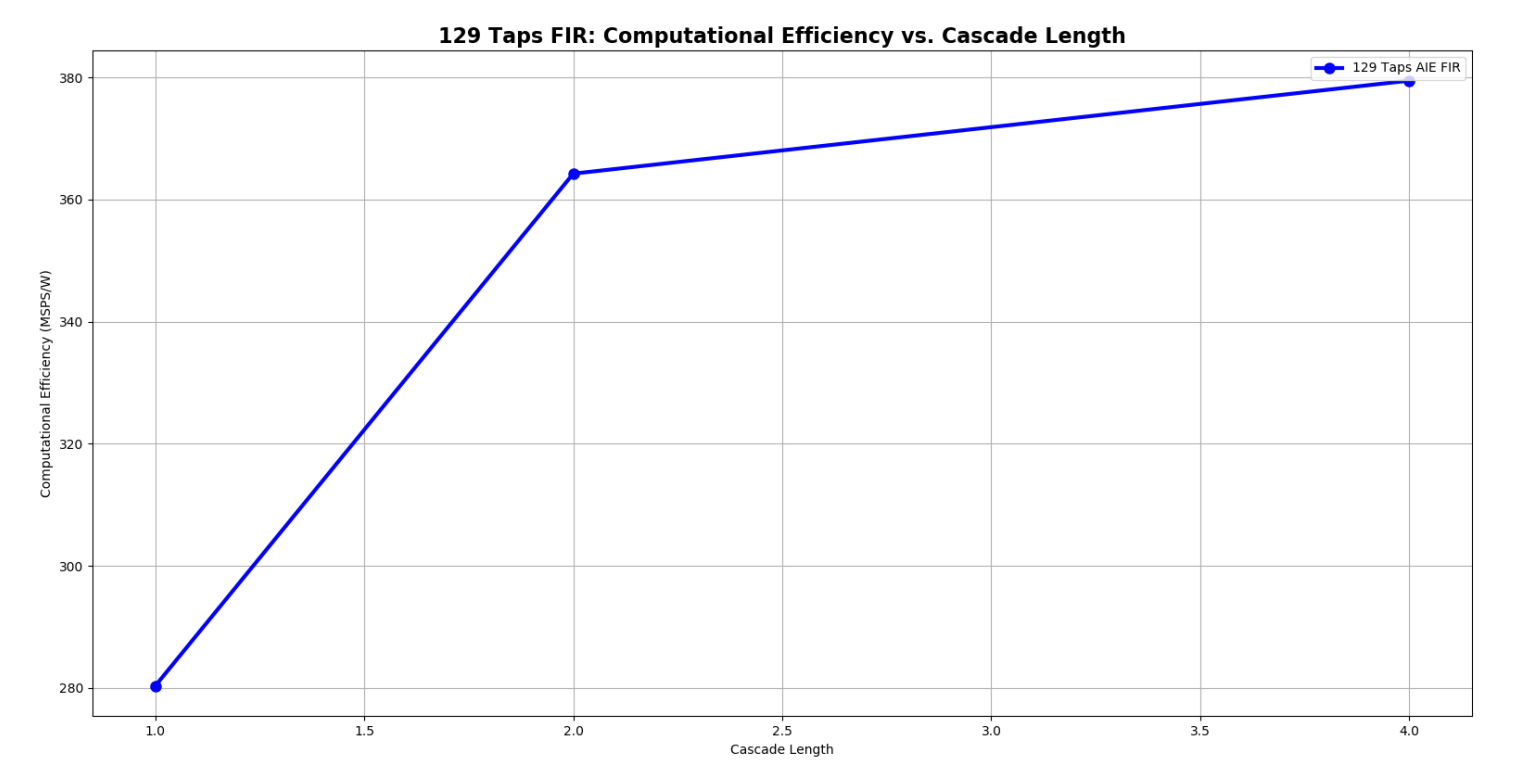 129 Taps FIR: Computational Efficiency vs. Cascade Length
129 Taps AIE FIR
380
360
340
320
300
280
Computational Efficiency (MSPS/W)
1.0 1.5 2.0 2.5 3.0 3.5 4.0
Cascade Length